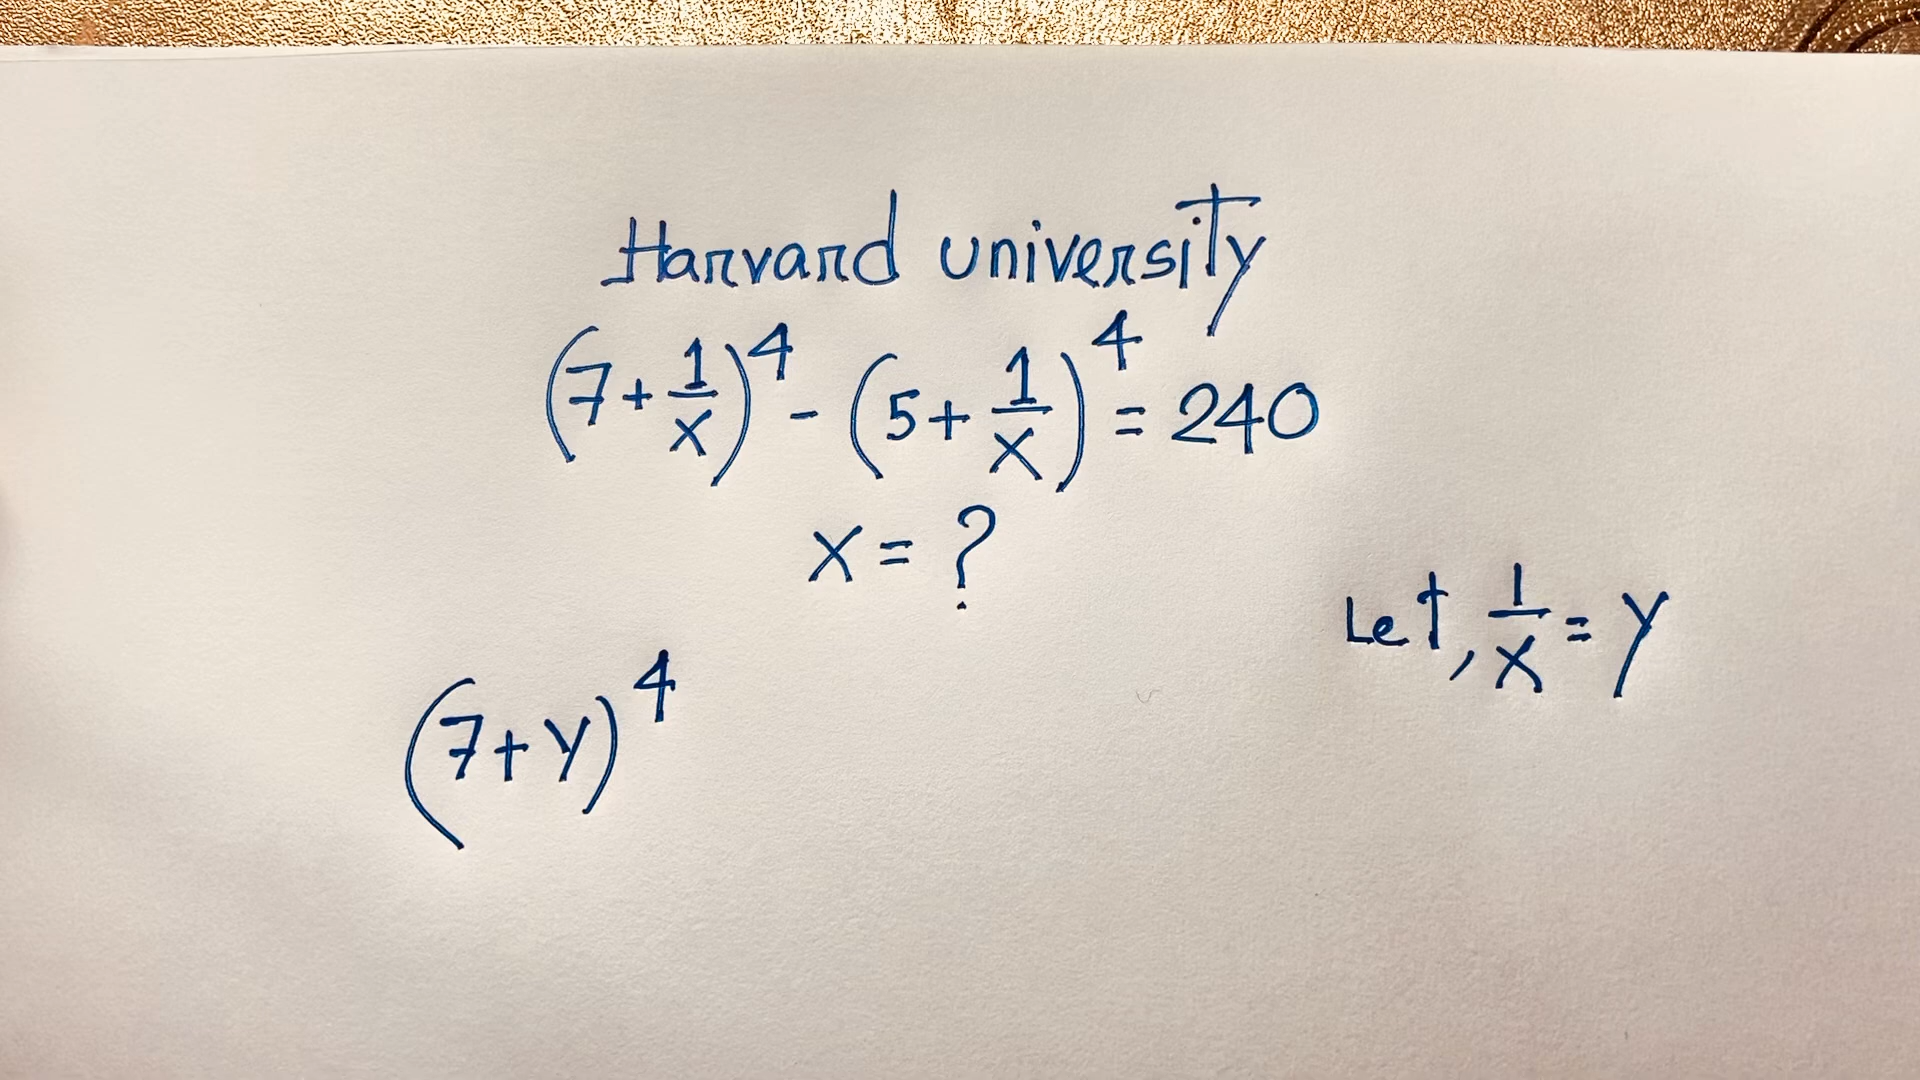 Harvard university
(7+1/x)^4 - (5+1/x)^4 = 240
x = ?
Let, 1/x = y
(7+y)^4